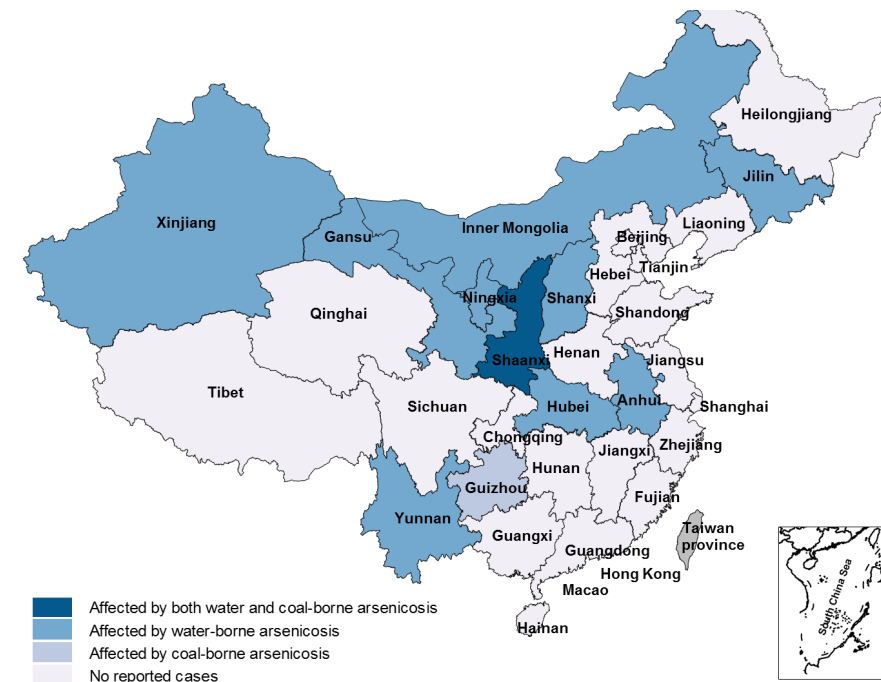 Heilongjiang
Jilin
Xinjiang
Inner Mongolia
Liaoning
Gansu
Beijing
Tianjin
Hebei
Ningxia
Shanxi
Qinghai
Shandong
Shaanxi
Henan
Jiangsu
Tibet
Sichuan
Hubei
Anhui
Shanghai
Chongqing
Zhejiang
Jiangxi
Hunan
Guizhou
Fujian
Yunnan
Guangxi
Taiwan
province
Guangdong
Hong Kong
Macao
Hainan
South China Sea
Affected by both water and coal-borne arsenicosis
Affected by water-borne arsenicosis
Affected by coal-borne arsenicosis
No reported cases